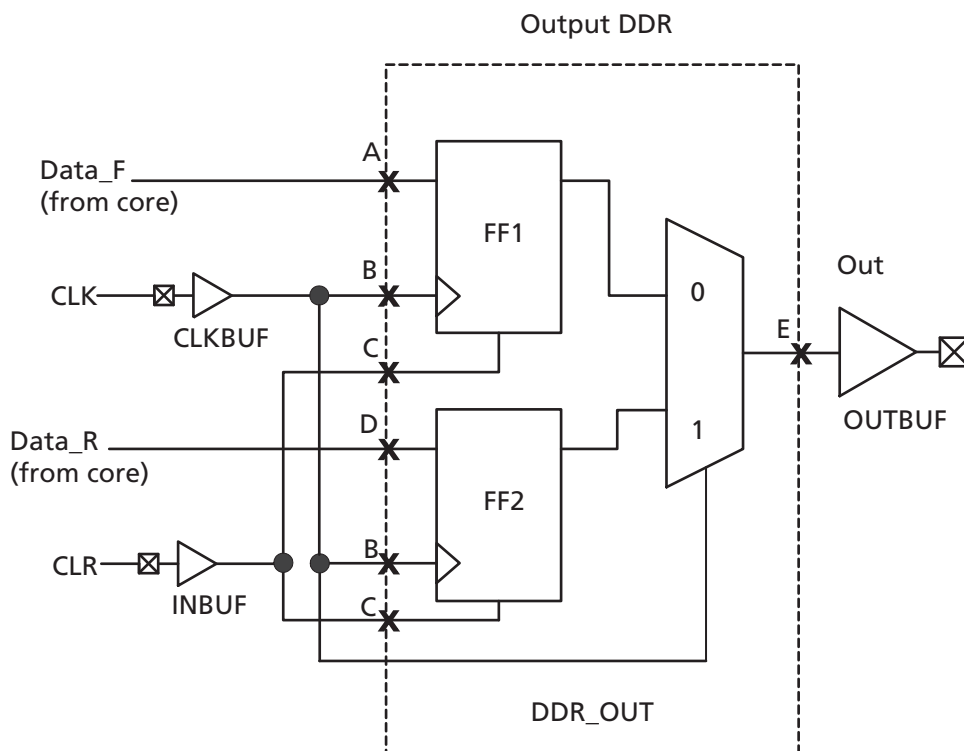 Output DDR
A
Data_F
(from core)
FF1
B
CLK
CLKBUF
0
Out
C
E
D
Data_R
(from core)
1
OUTBUF
FF2
B
CLR
INBUF
C
DDR_OUT